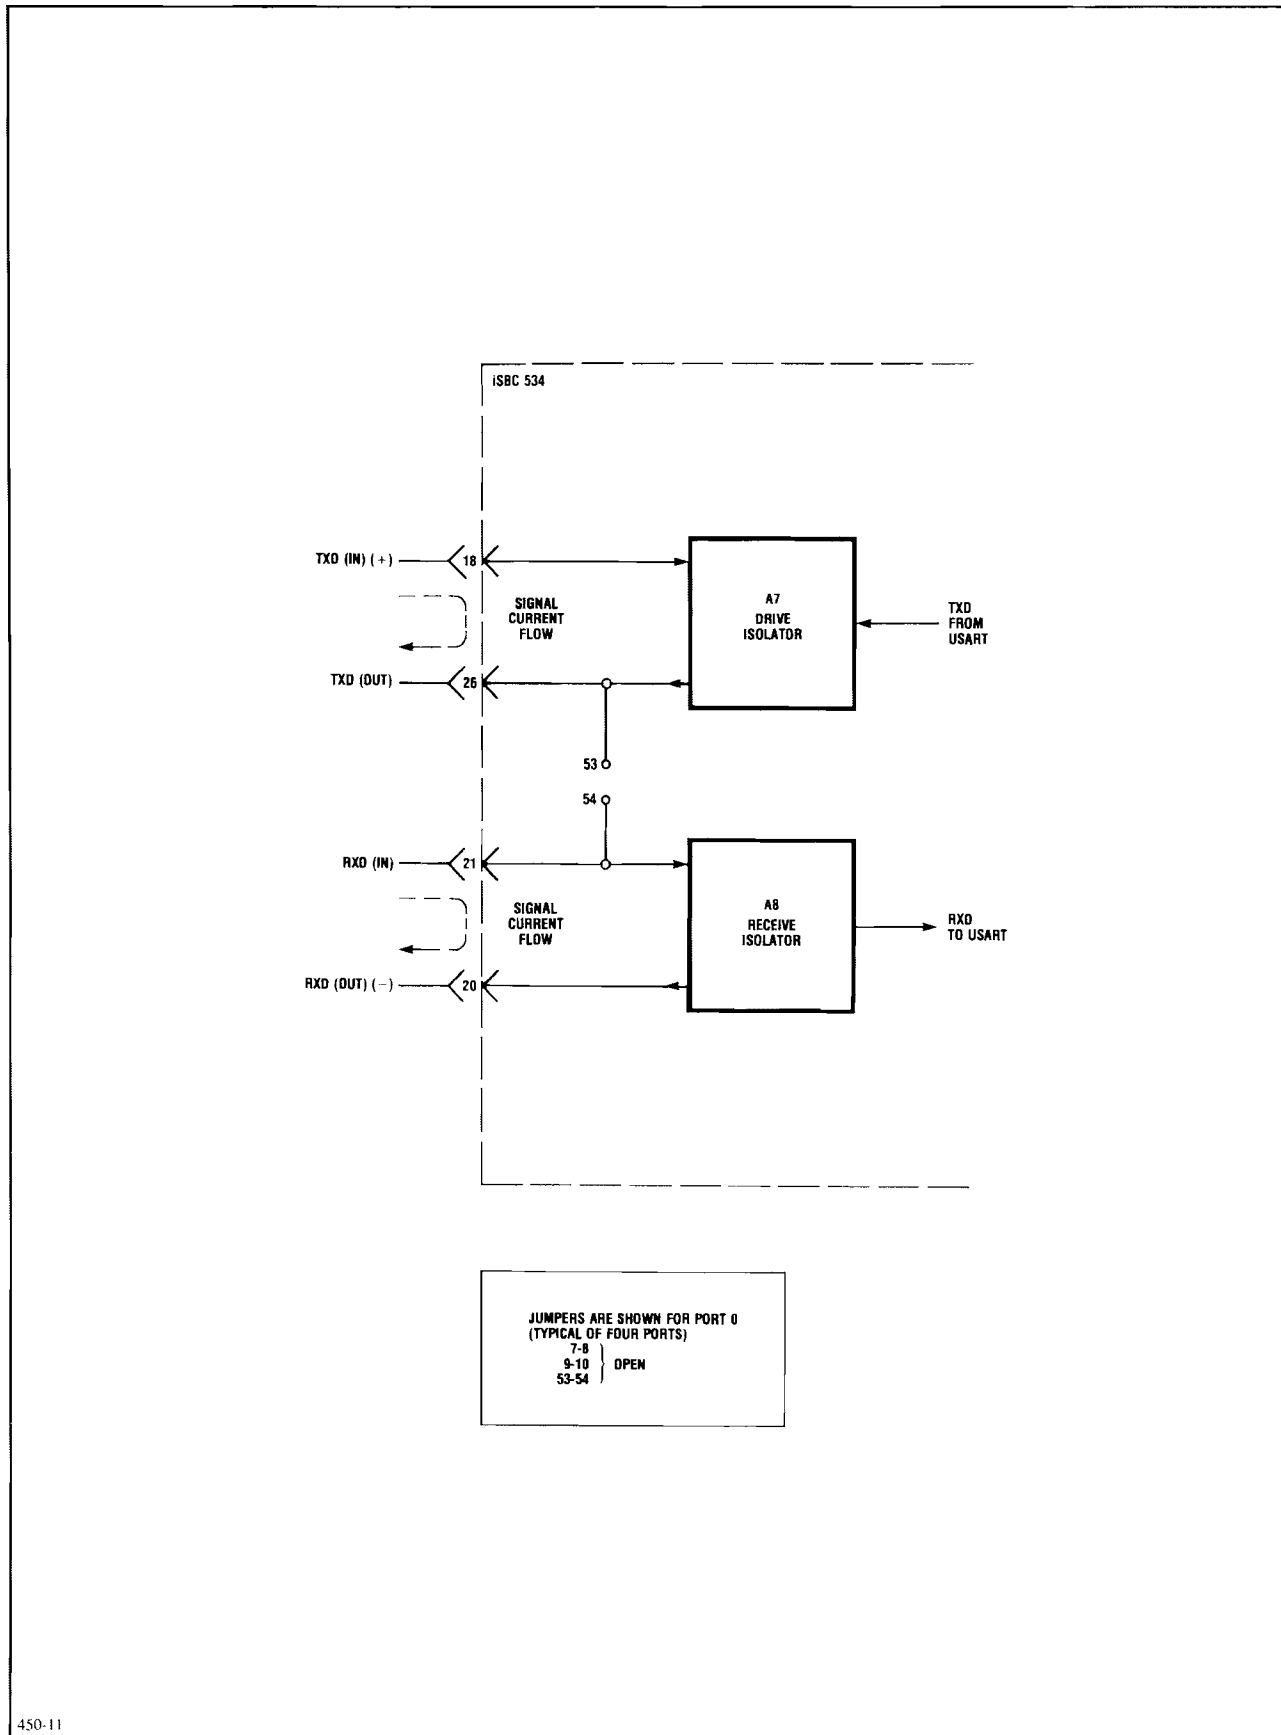 iSBC 534
TXD (IN) (+)
18
SIGNAL
CURRENT
FLOW
A7
DRIVE
ISOLATOR
TXD
FROM
USART
TXD (OUT)
26
53
54
RXD (IN)
21
SIGNAL
CURRENT
FLOW
A8
RECEIVE
ISOLATOR
RXD
TO USART
RXD (OUT) (−)
20
JUMPERS ARE SHOWN FOR PORT 0
(TYPICAL OF FOUR PORTS)
7-8
9-10 OPEN
53-54
450-11